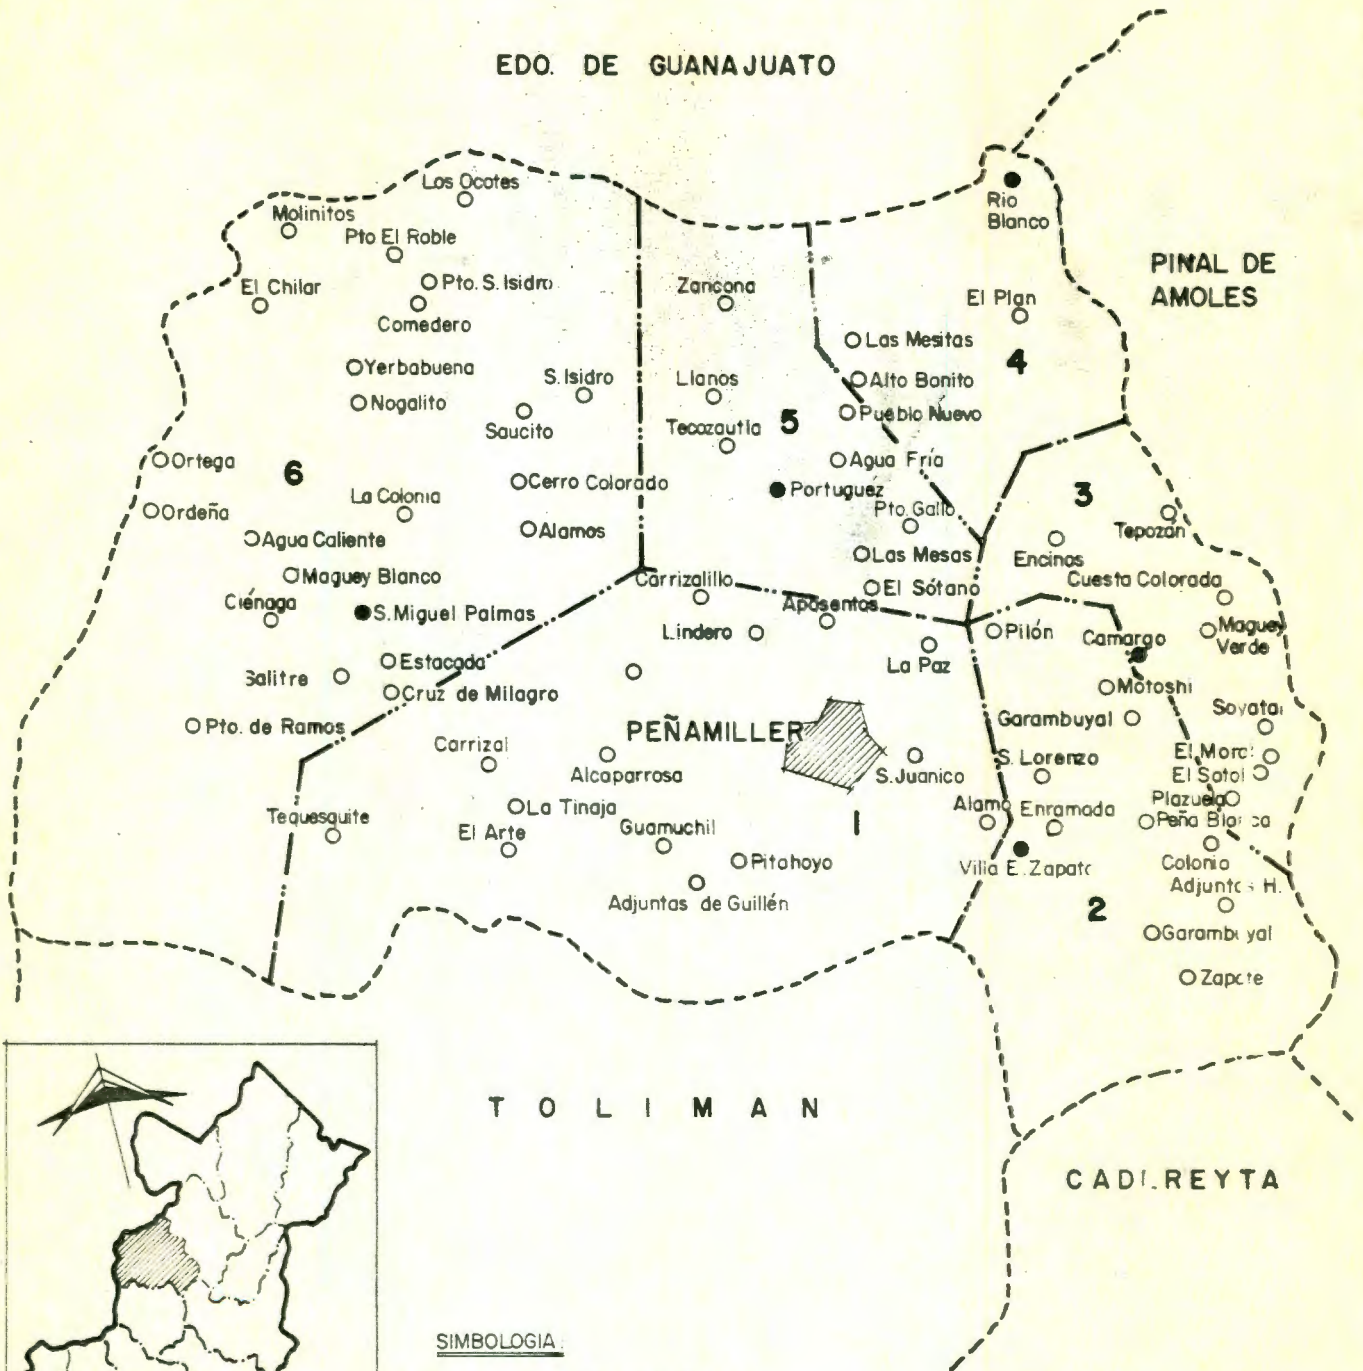 EDO. DE GUANAJUATO
Los Ocotes
Molinitos
Pto El Roble
Rio
Blanco
PINAL DE
AMOLES
El Chilar
Pto. S. Isidro
Comedero
Zaricona
El Plan
Las Mesitas
4
Yerbabuena
S. Isidro
Llanos
Alto Bonito
Nogalito
Saucito
Tecozautla
5
Pueblo Nuevo
Ortega
6
Cerro Colorado
Agua Fría
Portuguez
La Colonia
Pto. Gallo
3
Ordeña
Alamos
Tepozán
Agua Caliente
Las Mesas
Encinos
Maguey Blanco
Carrizalillo
El Sótano
Cuesta Colorada
Ciénaga
S. Miguel Palmas
Aposentos
Lindero
Pilón
Camargo
Maguey
Verde
Estacada
La Paz
Salitre
Cruz de Milagro
Motoshi
Pto. de Ramos
PEÑAMILLER
Garambuyal
Carrizal
Alcaparrosa
S. Juanico
S. Lorenzo
Tequesquite
La Tinaja
Alamo
Enramada
Plazuela
El Arte
Guamuchil
1
Pitahoyo
Villa E. Zapata
Colonia
Adjuntas H.
Adjuntas de Guillén
2
Garambuyal
Zapote
TOLIMAN
SIMBOLOGIA: